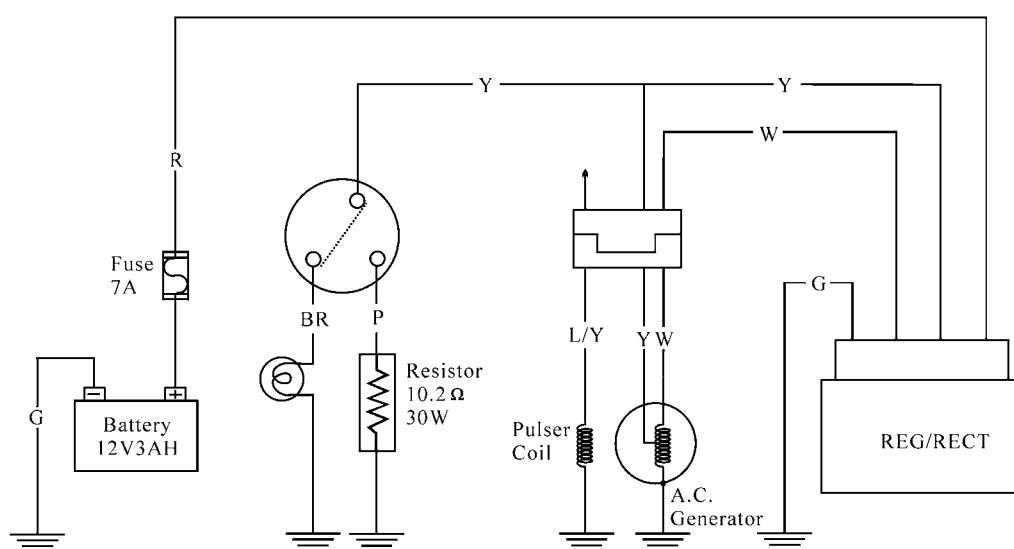 Y
Y
W
R
Fuse
7A
G
BR
P
L/Y
Y W
Resistor
10.2Ω
30W
G
− +
Battery
12V3AH
Pulser
Coil
REG/RECT
A.C.
Generator